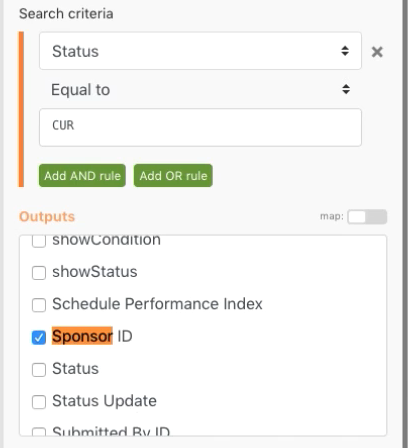 Search criteria
Status
Equal to
CUR
Add AND rule Add OR rule
Outputs map:
showCondition
showStatus
Schedule Performance Index
Sponsor ID
Status
Status Update
Submitted By ID